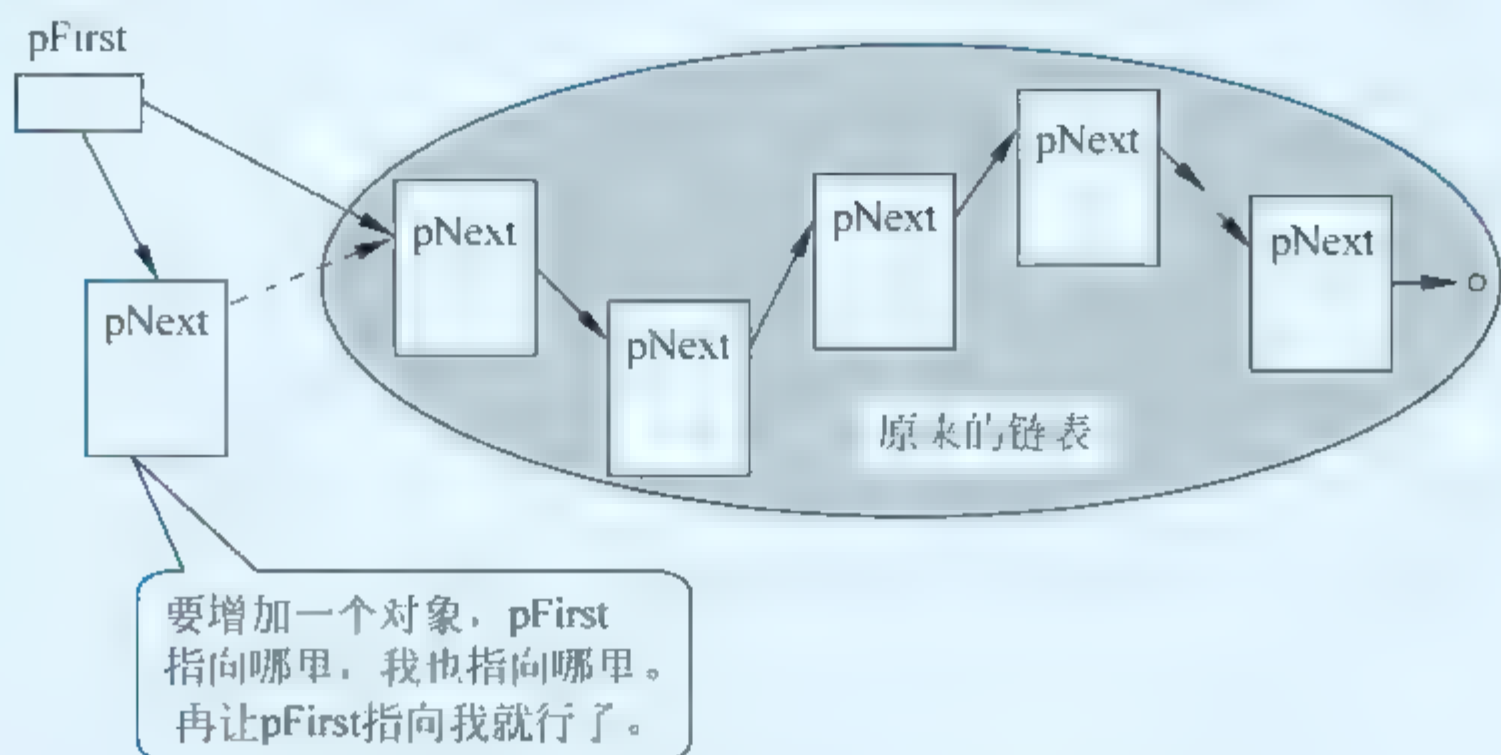 pFirst
pNext
pNext
pNext
pNext
pNext
pNext
原来的链表
要增加一个对象，pFirst
指向哪里，我也指向哪里。
再让pFirst指向我就行了。